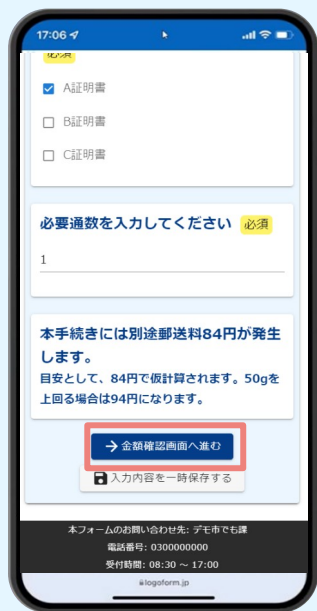 17:06
必須
A証明書
B証明書
C証明書
必要通数を入力してください 必須
1
本手続きには別途郵送料84円が発生
します。
目安として、84円で仮計算されます。50gを
上回る場合は94円になります。
→ 金額確認画面へ進む
入力内容を一時保存する
本フォームのお問い合わせ先: デモ市でも課
電話番号: 0300000000
受付時間: 08:30 ～ 17:00
logoform.jp